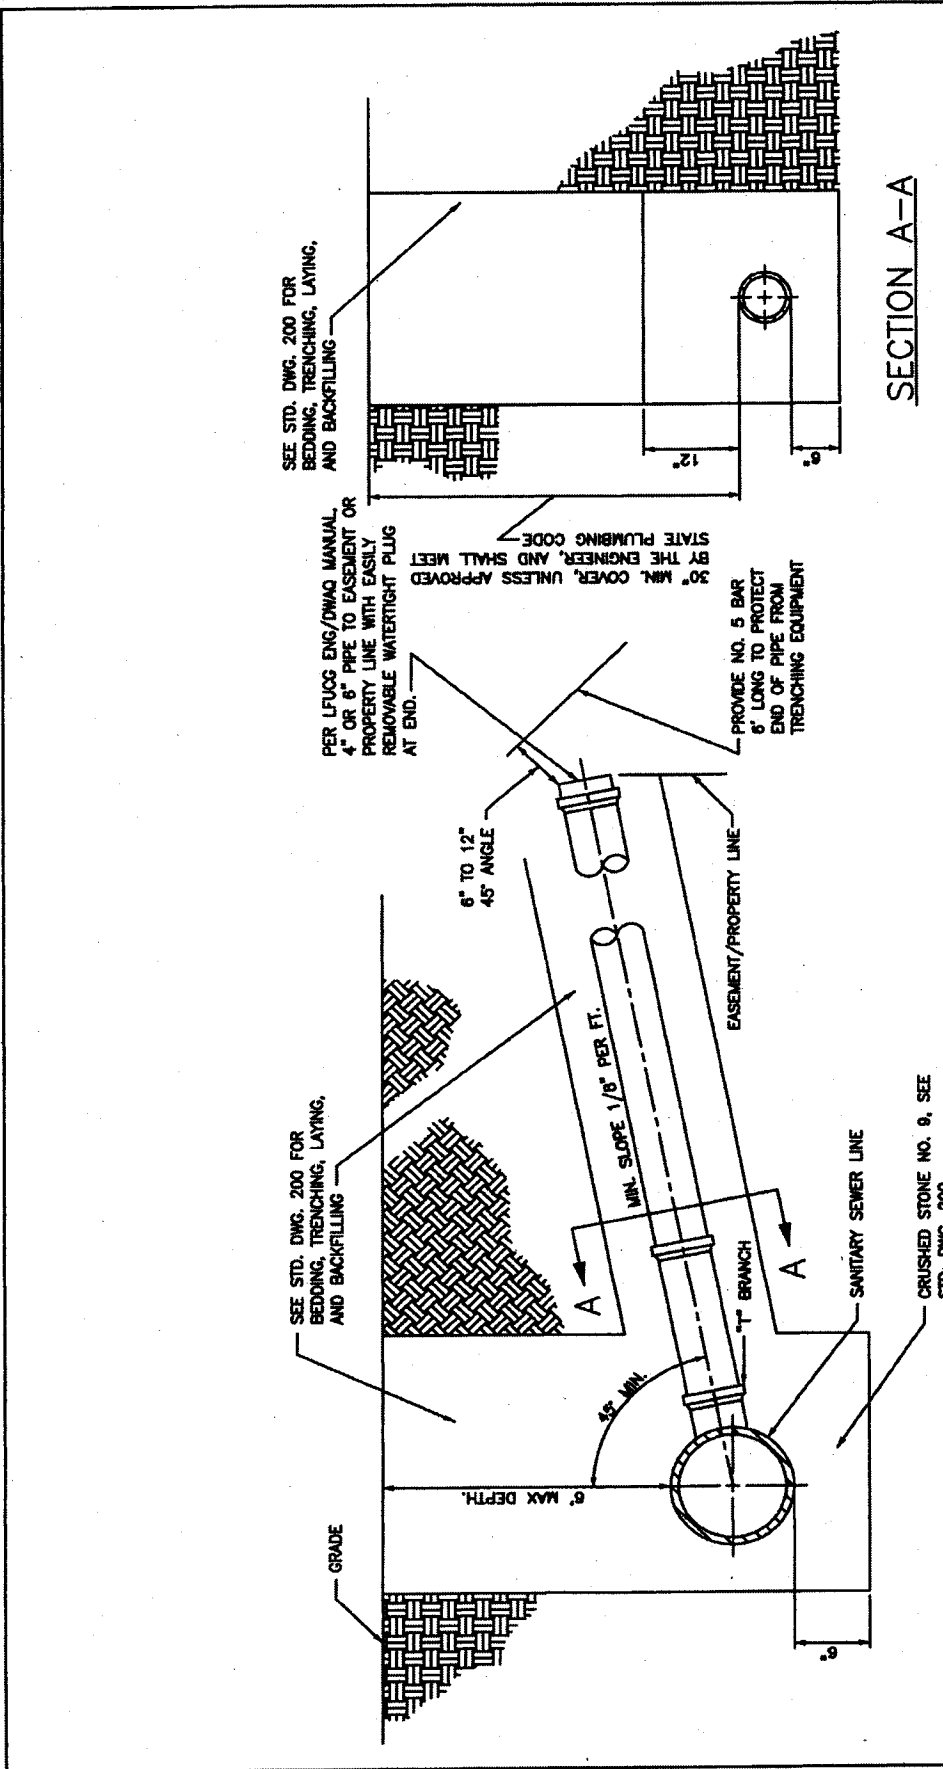 GRADE
SEE STD. DWG. 200 FOR
BEDDING, TRENCHING, LAYING,
AND BACKFILLING
6' MAX DEPTH.
45° MIN.
6"
"T" BRANCH
A
A
MIN. SLOPE 1/8" PER FT.
SANITARY SEWER LINE
CRUSHED STONE NO. 9, SEE
STD. DWG. 200
EASEMENT/PROPERTY LINE
6" TO 12"
45° ANGLE
PER LFUCG ENG/DWAQ MANUAL,
4" OR 6" PIPE TO EASEMENT OR
PROPERTY LINE WITH EASILY
REMOVABLE WATERTIGHT PLUG
AT END.
PROVIDE NO. 5 BAR
6' LONG TO PROTECT
END OF PIPE FROM
TRENCHING EQUIPMENT
SEE STD. DWG. 200 FOR
BEDDING, TRENCHING, LAYING,
AND BACKFILLING
30" MIN. COVER, UNLESS APPROVED
BY THE ENGINEER, AND SHALL MEET
STATE PLUMBING CODE
12"
6"
SECTION A-A